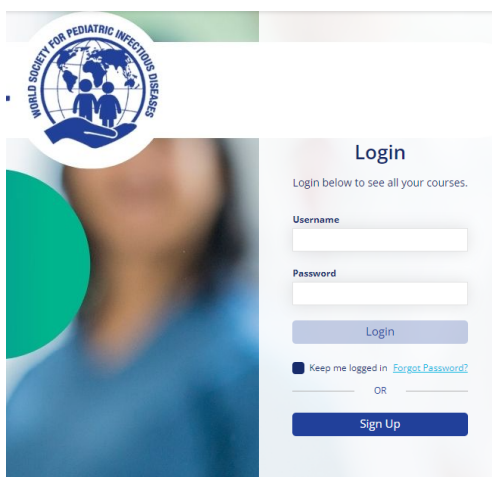 WORLD SOCIETY FOR PEDIATRIC INFECTIOUS DISEASES
Login
Login below to see all your courses.
Username
Password
Login
Keep me logged in Forgot Password?
OR
Sign Up